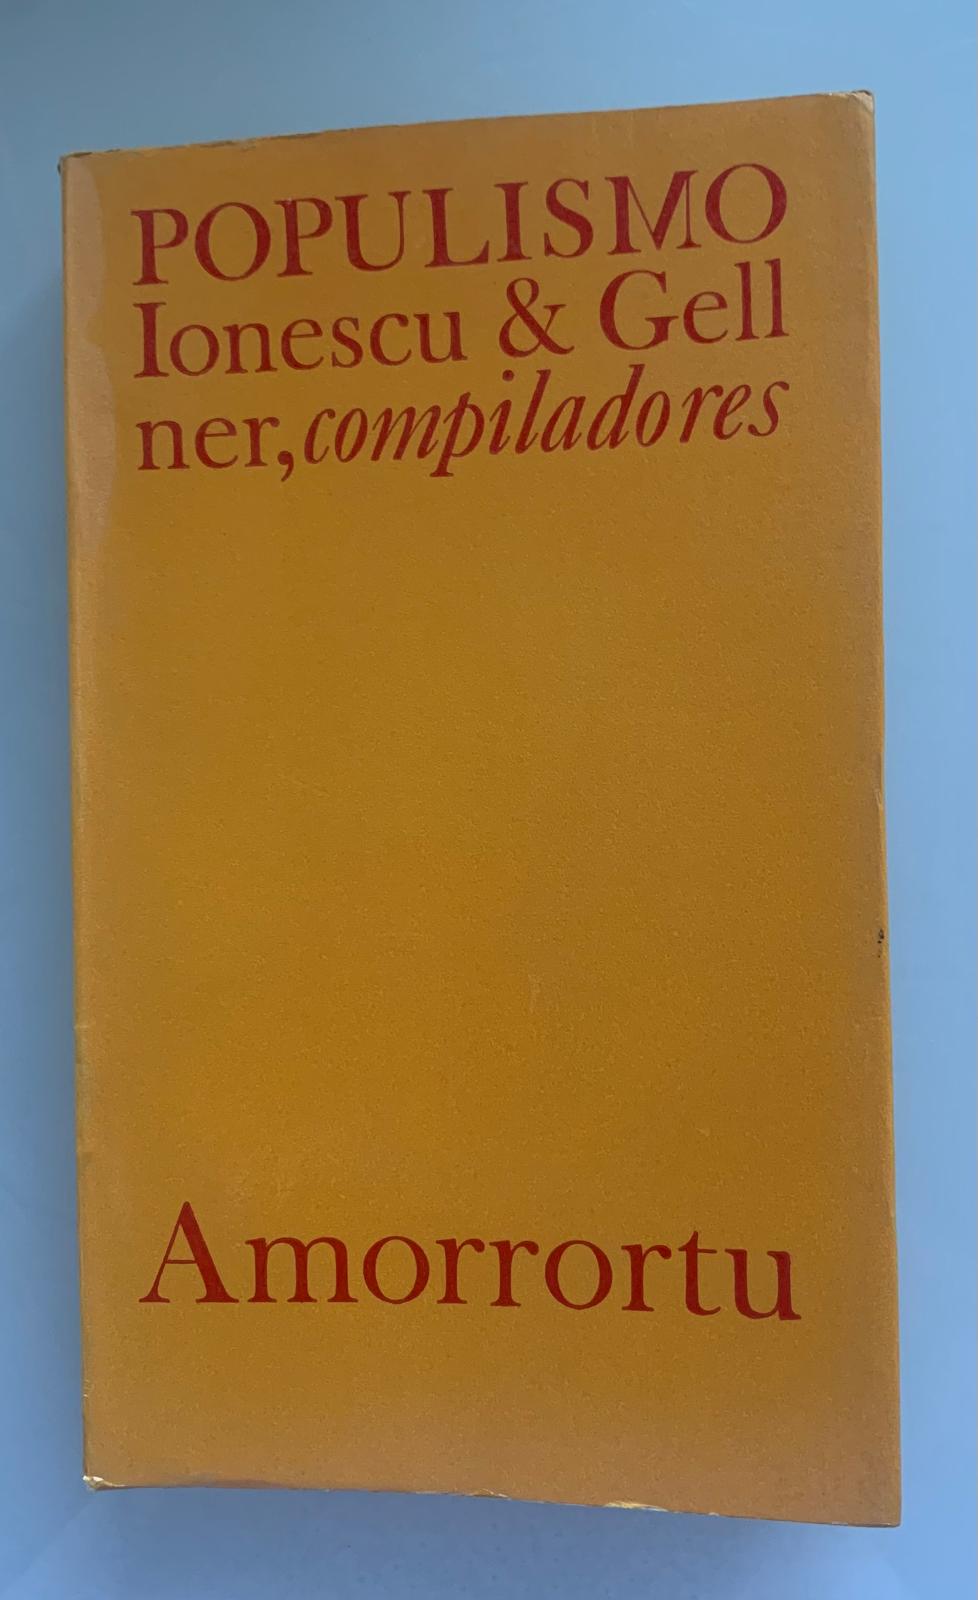 POPULISMO
Ionescu & Gell
ner, compiladores
Amorrortu